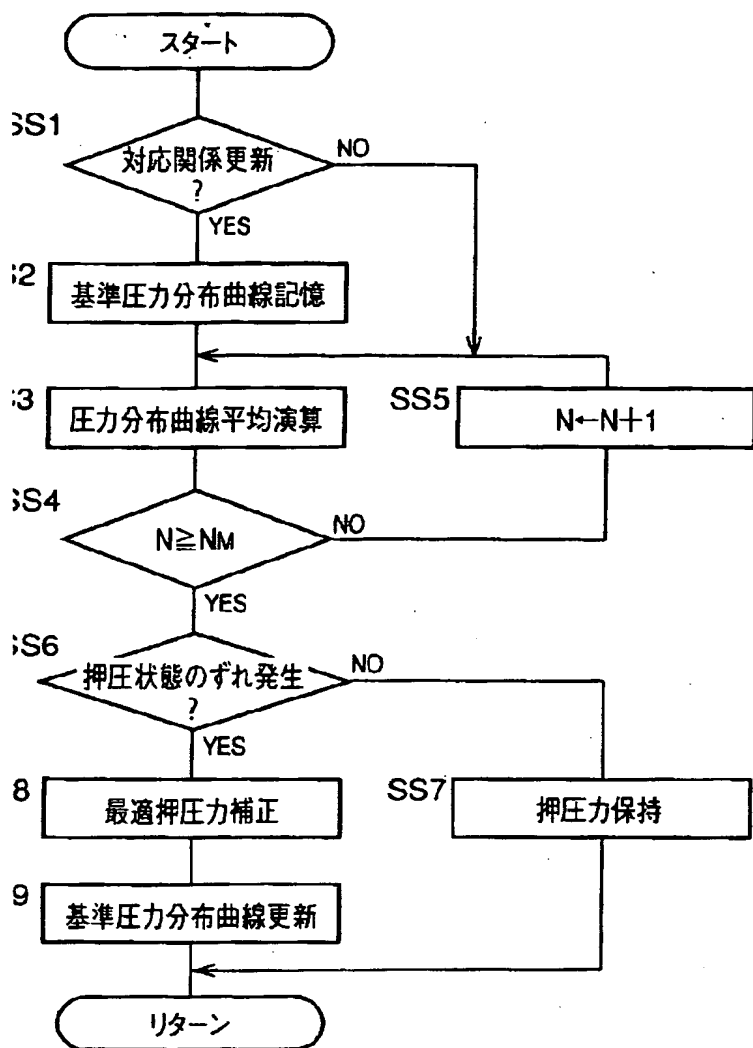 スタート
SS1
対応関係更新
?
NO
YES
S2
基準圧力分布曲線記憶
S3
圧力分布曲線平均演算
SS5
N←N+1
SS4
N≧NM
NO
YES
SS6
押圧状態のずれ発生
?
NO
YES
8
最適押圧力補正
SS7
押圧力保持
9
基準圧力分布曲線更新
リターン